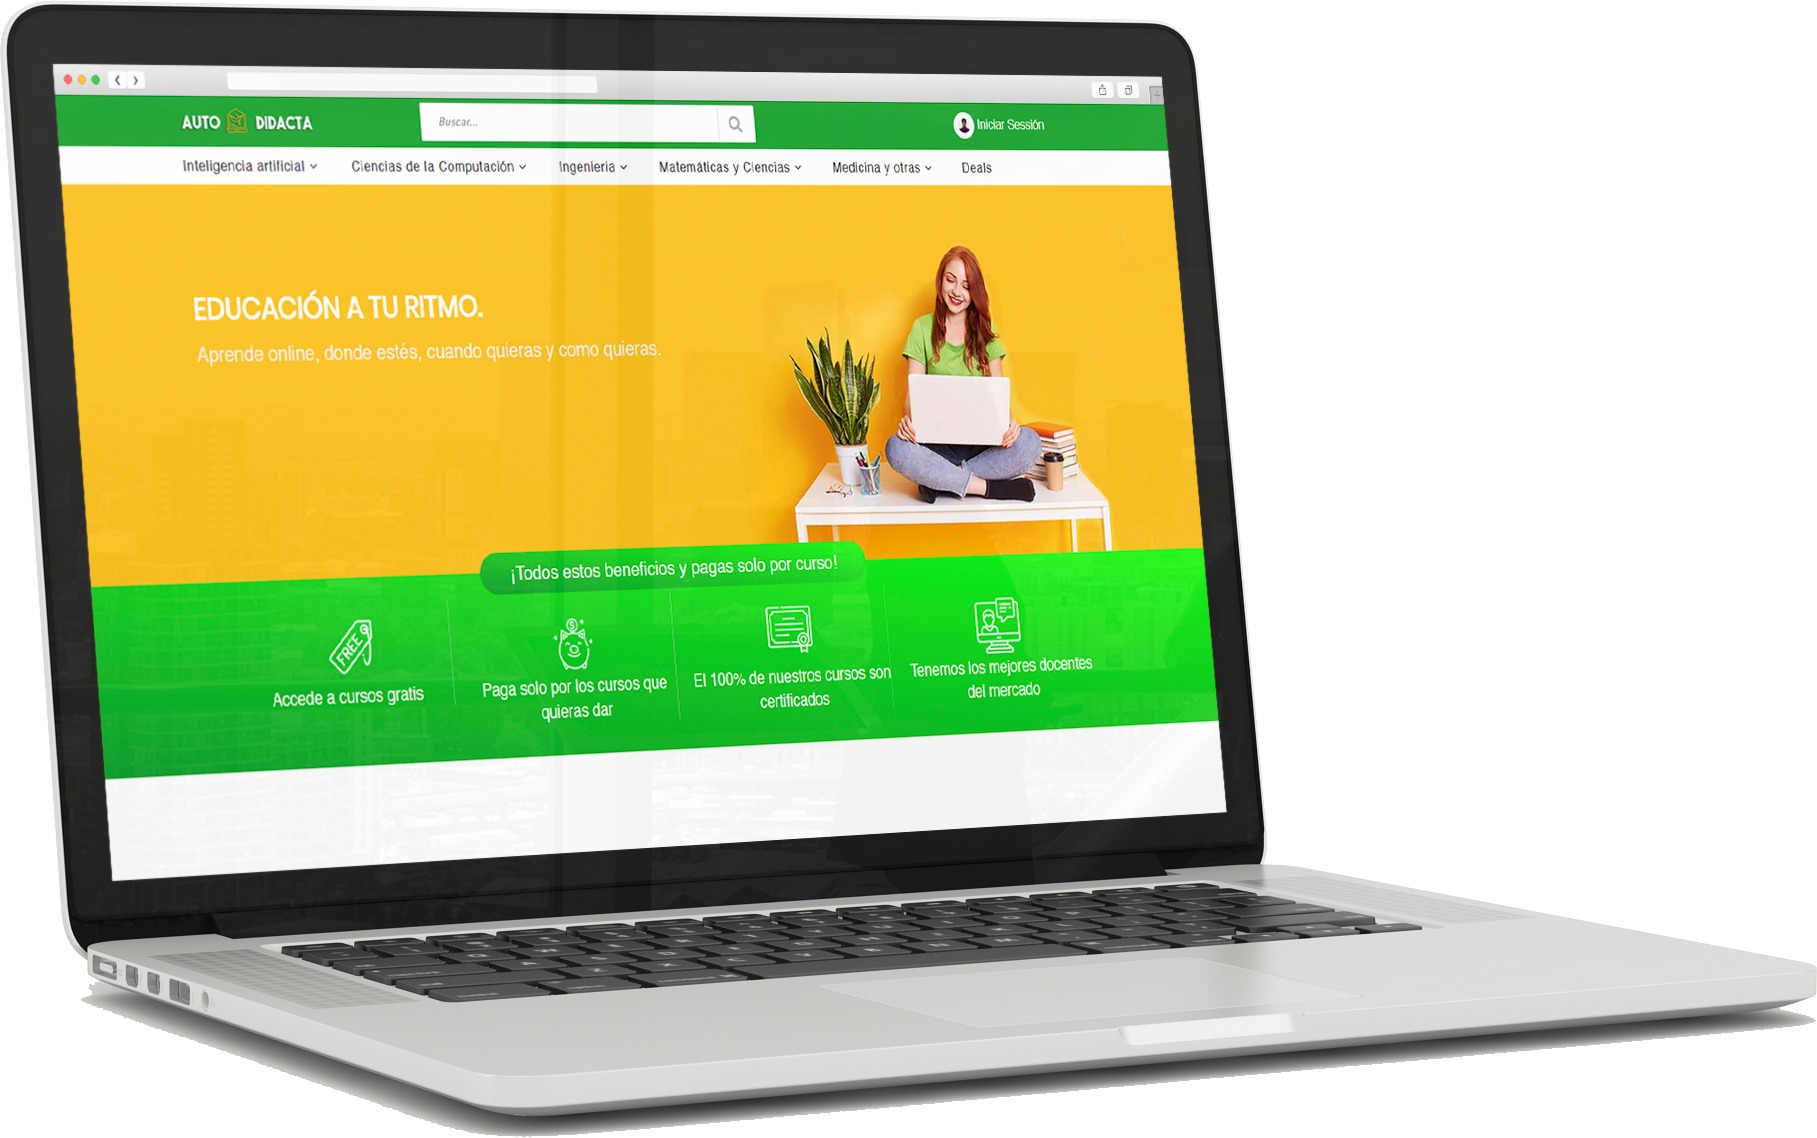 AUTO DIDACTA
Buscar...
Iniciar Sessión
Inteligencia artificial
Ciencias de la Computación
Ingenieria
Matemáticas y Ciencias
Medicina y otras
Deals
EDUCACIÓN A TU RITMO.
Aprende online, donde estés, cuando quieras y como quieras.
¡Todos estos beneficios y pagas solo por curso!
FREE
Accede a cursos gratis
Paga solo por los cursos que
quieras dar
El 100% de nuestros cursos son
certificados
Tenemos los mejores docentes
del mercado